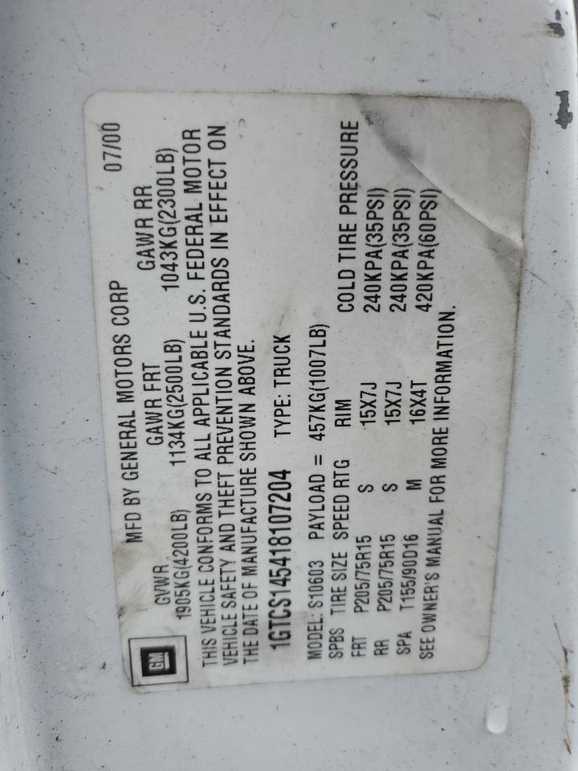 GM
MFD BY GENERAL MOTORS CORP 07/00
GVWR GAWR FRT GAWR RR
1905KG(4200LB) 1134KG(2500LB) 1043KG(2300LB)
THIS VEHICLE CONFORMS TO ALL APPLICABLE U.S. FEDERAL MOTOR
VEHICLE SAFETY AND THEFT PREVENTION STANDARDS IN EFFECT ON
THE DATE OF MANUFACTURE SHOWN ABOVE.
1GTCS145418107204 TYPE: TRUCK
MODEL: S10603 PAYLOAD = 457KG(1007LB)
SPBS TIRE SIZE SPEED RTG RIM COLD TIRE PRESSURE
FRT P205/75R15 S 15X7J 240KPA(35PSI)
RR P205/75R15 S 15X7J 240KPA(35PSI)
SPA T155/90D16 M 16X4T 420KPA(60PSI)
SEE OWNER'S MANUAL FOR MORE INFORMATION.